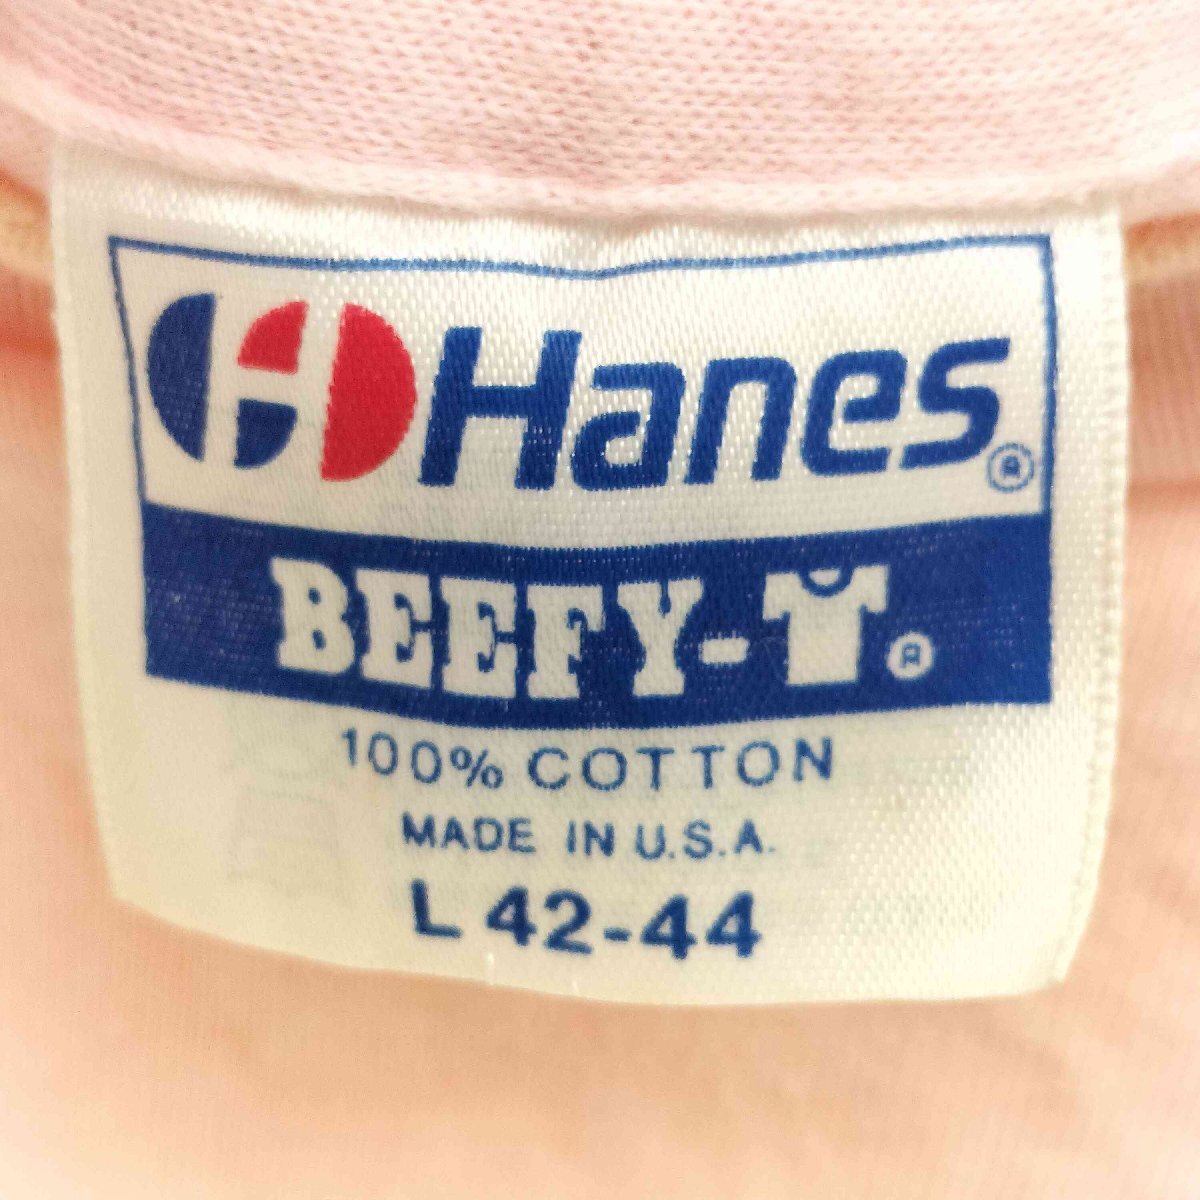 Hanes®
BEEFY-T®
100% COTTON
MADE IN U.S.A.
L 42-44